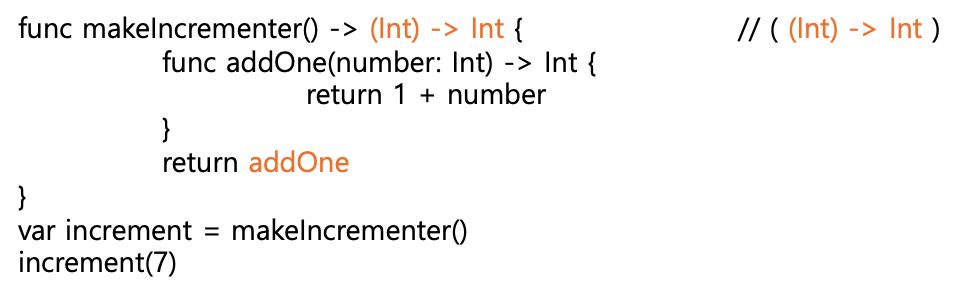 func makeIncrementer() -> (Int) -> Int { // ( (Int) -> Int )
func addOne(number: Int) -> Int {
return 1 + number
}
return addOne
}
var increment = makeIncrementer()
increment(7)